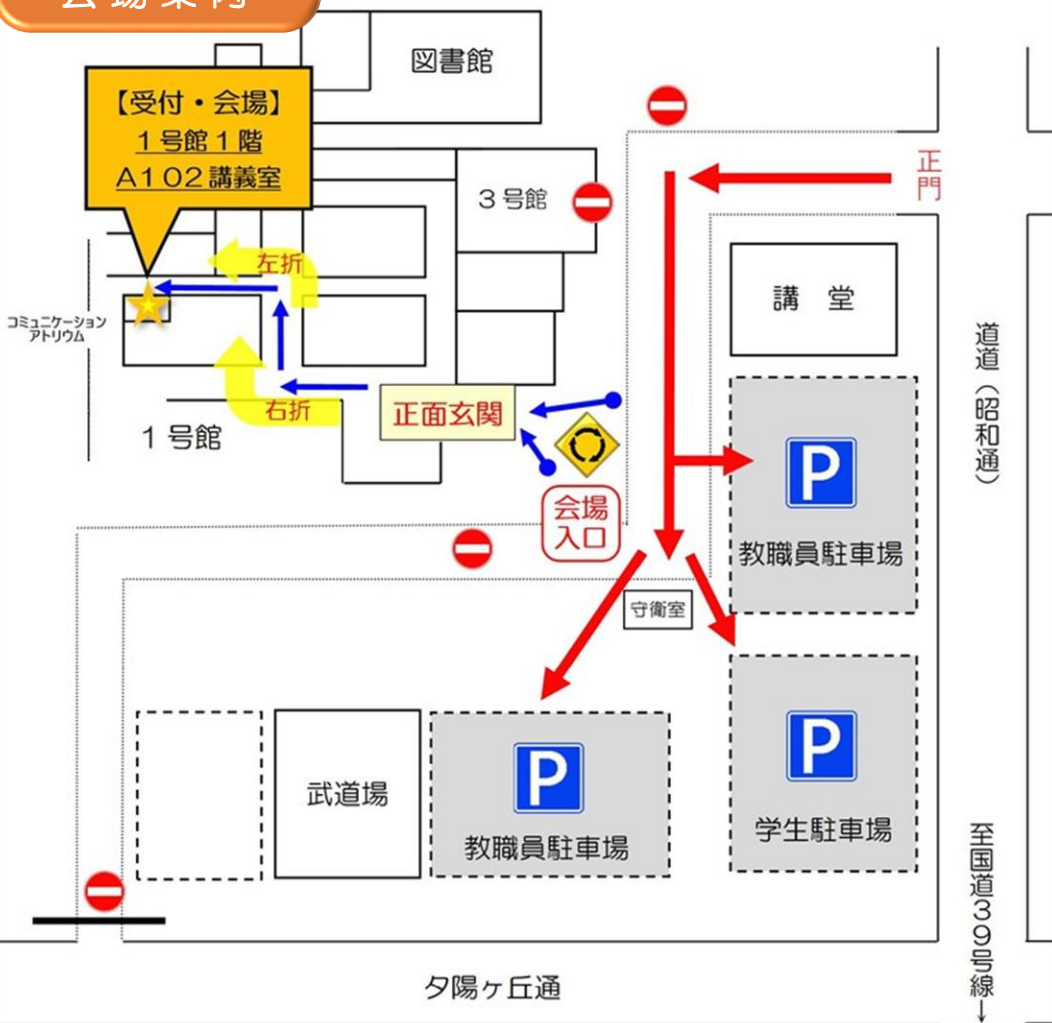 会場案内
図書館
【受付・会場】
1号館1階
A102講義室
正門
3号館
左折
講　堂
コミュニケーション
アトリウム
道道（昭和通）
正面玄関
右折
1号館
P
会場
入口
教職員駐車場
守衛室
P
P
武道場
学生駐車場
教職員駐車場
至国道39号線→
夕陽ヶ丘通